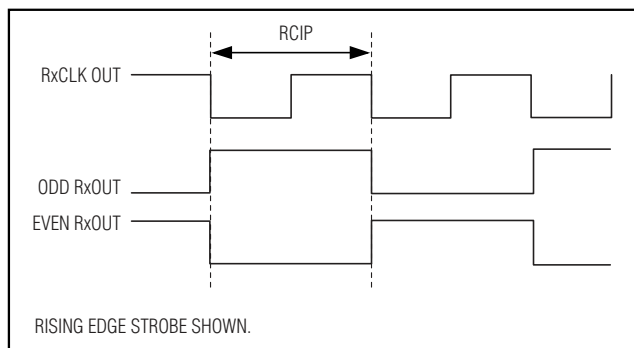 RCIP
RxCLK OUT
ODD RxOUT
EVEN RxOUT
RISING EDGE STROBE SHOWN.